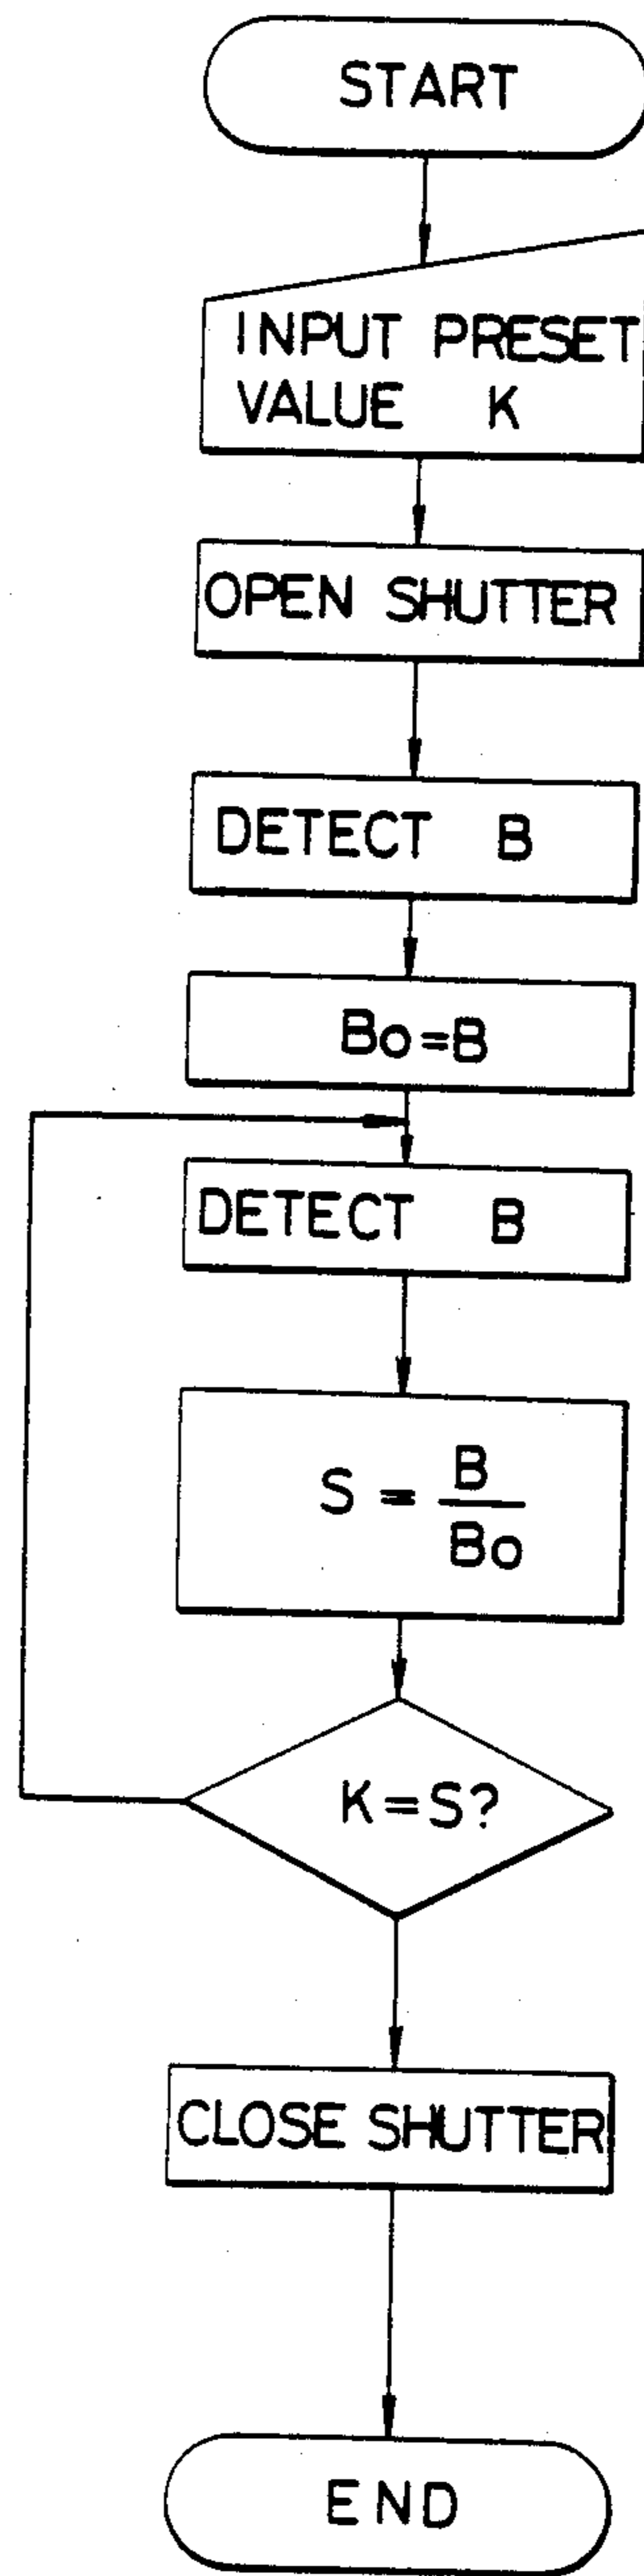 START
INPUT PRESET
VALUE K
OPEN SHUTTER
DETECT B
Bo=B
DETECT B
S = B
Bo
K=S?
CLOSE SHUTTER
END